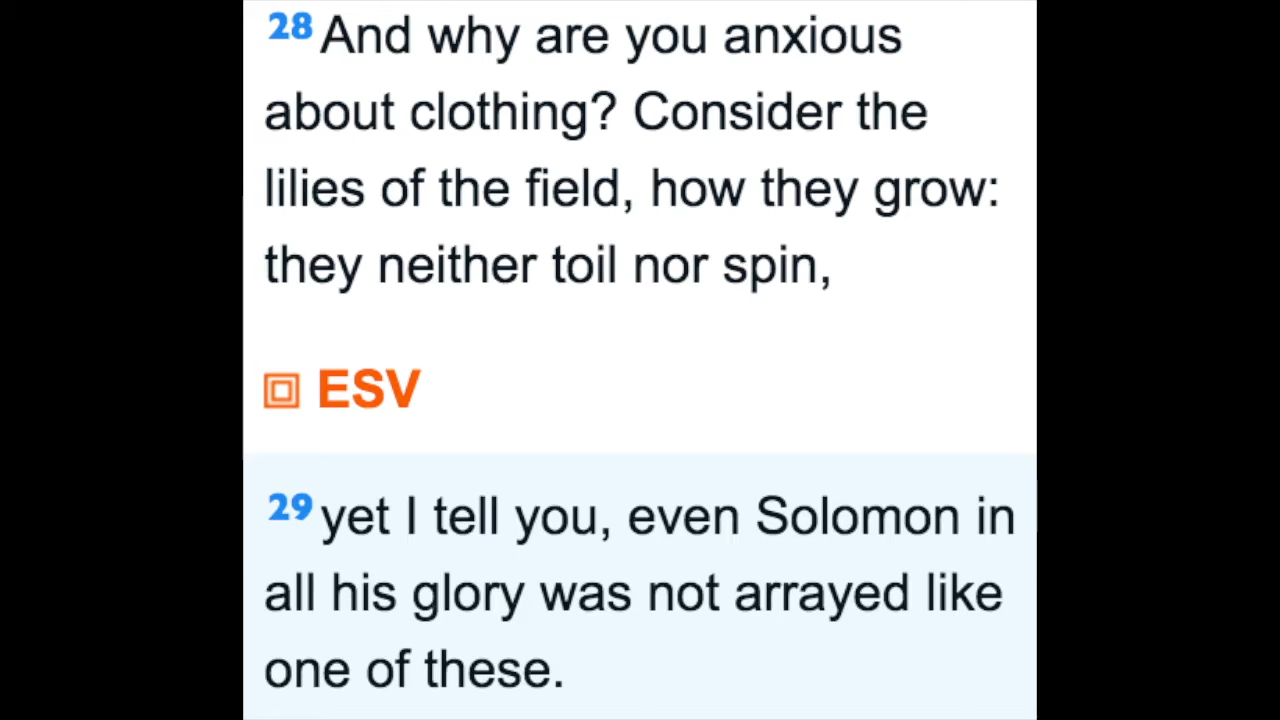 28 And why are you anxious
about clothing? Consider the
lilies of the field, how they grow:
they neither toil nor spin,
ESV
29 yet I tell you, even Solomon in
all his glory was not arrayed like
one of these.